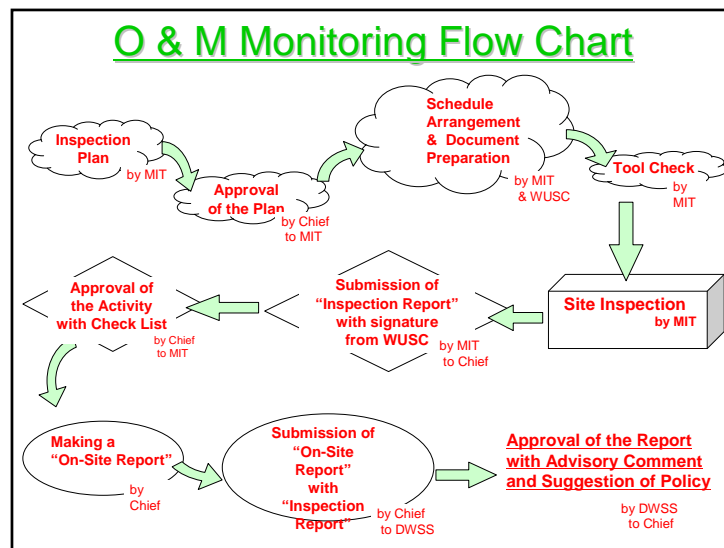 O & M Monitoring Flow Chart
Inspection
Plan
by MIT
Approval
of the Plan
by Chief
to MIT
Schedule
Arrangement
& Document
Preparation
by MIT
& WUSC
Tool Check
by
MIT
Site Inspection
by MIT
Submission of
“Inspection Report”
with signature
from WUSC
by MIT
to Chief
Approval of
the Activity
with Check List
by Chief
to MIT
Making a
“On-Site Report”
by
Chief
Submission of
“On-Site
Report”
with
“Inspection
Report”
by Chief
to DWSS
Approval of the Report
with Advisory Comment
and Suggestion of Policy
by DWSS
to Chief